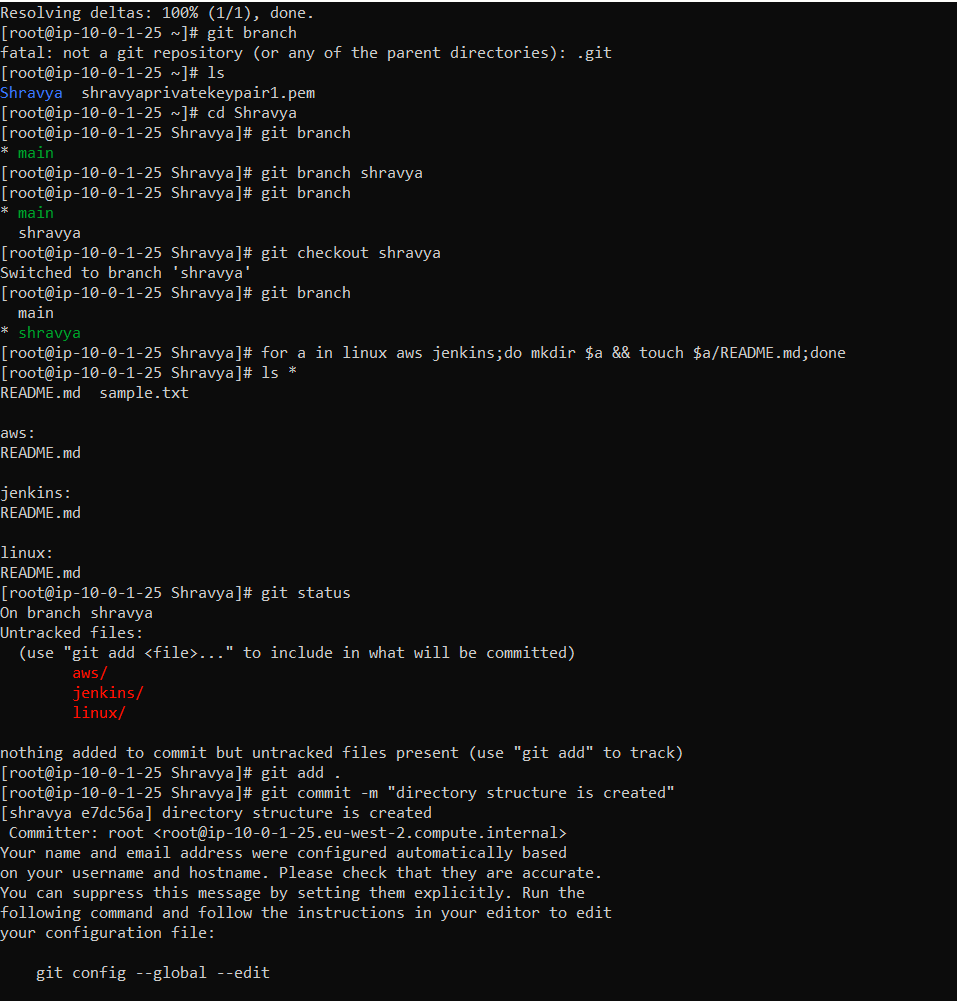 Resolving deltas: 100% (1/1), done.
[root@ip-10-0-1-25 ~]# git branch
fatal: not a git repository (or any of the parent directories): .git
[root@ip-10-0-1-25 ~]# ls
Shravya  shravyaprivatekeypair1.pem
[root@ip-10-0-1-25 ~]# cd Shravya
[root@ip-10-0-1-25 Shravya]# git branch
* main
[root@ip-10-0-1-25 Shravya]# git branch shravya
[root@ip-10-0-1-25 Shravya]# git branch
* main
  shravya
[root@ip-10-0-1-25 Shravya]# git checkout shravya
Switched to branch 'shravya'
[root@ip-10-0-1-25 Shravya]# git branch
  main
* shravya
[root@ip-10-0-1-25 Shravya]# for a in linux aws jenkins;do mkdir $a && touch $a/README.md;done
[root@ip-10-0-1-25 Shravya]# ls *
README.md  sample.txt

aws:
README.md

jenkins:
README.md

linux:
README.md
[root@ip-10-0-1-25 Shravya]# git status
On branch shravya
Untracked files:
  (use "git add <file>..." to include in what will be committed)
        aws/
        jenkins/
        linux/

nothing added to commit but untracked files present (use "git add" to track)
[root@ip-10-0-1-25 Shravya]# git add .
[root@ip-10-0-1-25 Shravya]# git commit -m "directory structure is created"
[shravya e7dc56a] directory structure is created
 Committer: root <root@ip-10-0-1-25.eu-west-2.compute.internal>
Your name and email address were configured automatically based
on your username and hostname. Please check that they are accurate.
You can suppress this message by setting them explicitly. Run the
following command and follow the instructions in your editor to edit
your configuration file:

    git config --global --edit